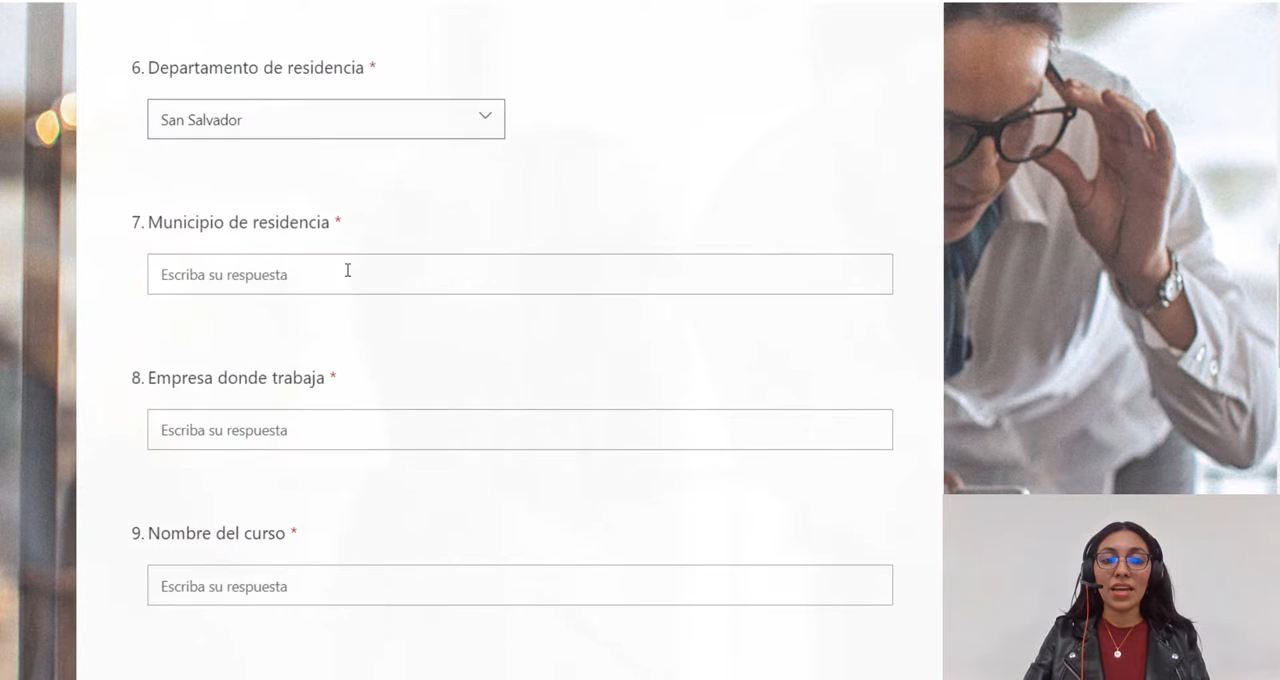 6. Departamento de residencia *
San Salvador
7. Municipio de residencia *
Escriba su respuesta
8. Empresa donde trabaja *
Escriba su respuesta
9. Nombre del curso *
Escriba su respuesta